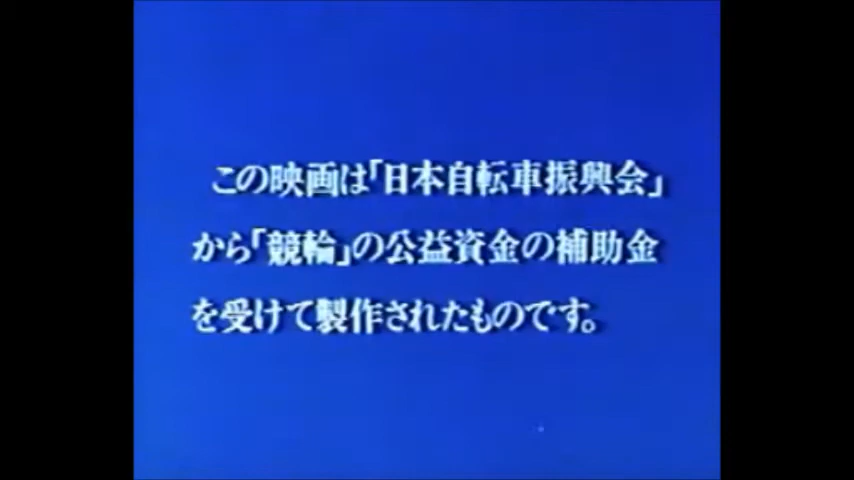 この映画は「日本自転車振興会」
から「競輪」の公益資金の補助金
を受けて製作されたものです。